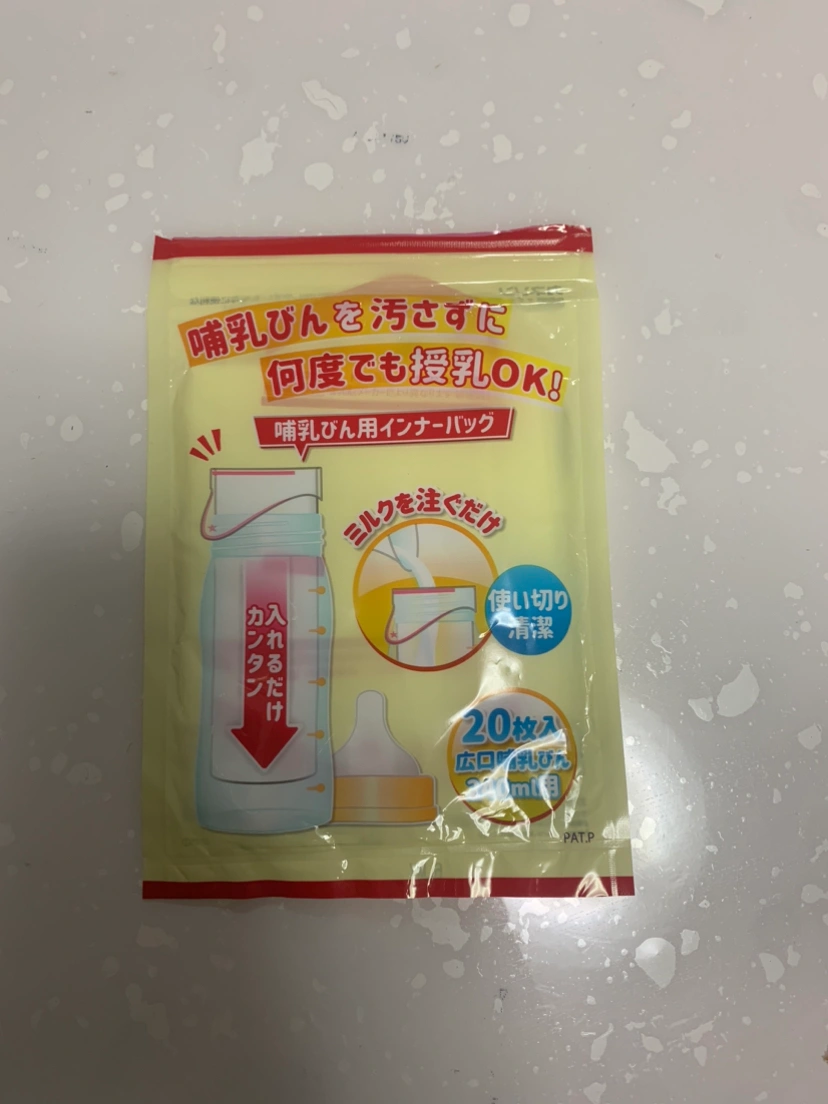 哺乳びんを汚さずに
何度でも授乳OK!
哺乳びん用インナーバッグ
ミルクを注ぐだけ
入れるだけ
カンタン
使い切り
清潔
20枚入
広口哺乳びん
用
PAT.P